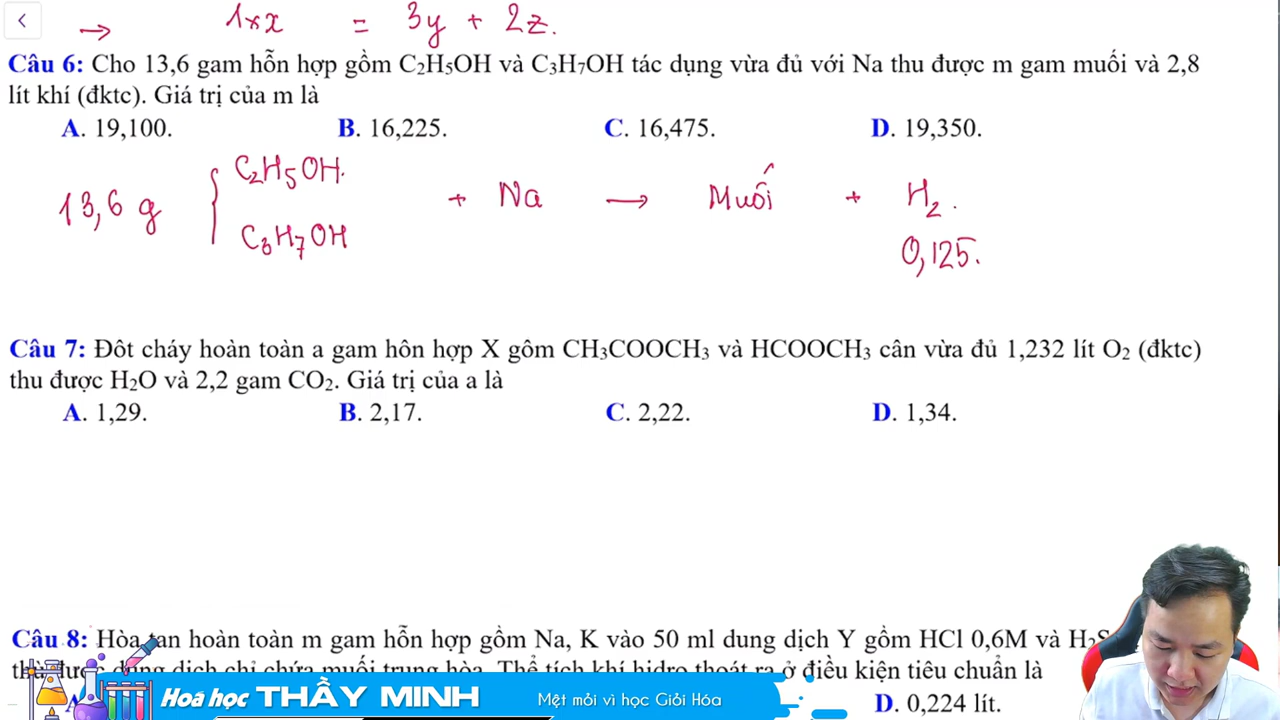 → 1×x = 3y + 2z.
Câu 6: Cho 13,6 gam hỗn hợp gồm C₂H₅OH và C₃H₇OH tác dụng vừa đủ với Na thu được m gam muối và 2,8
lít khí (đktc). Giá trị của m là
A. 19,100. B. 16,225. C. 16,475. D. 19,350.
C₂H₅OH.
13,6 g { + Na → Muối + H₂.
C₃H₇OH
0,125.
Câu 7: Đôt cháy hoàn toàn a gam hôn hợp X gôm CH₃COOCH₃ và HCOOCH₃ cân vừa đủ 1,232 lít O₂ (đktc)
thu được H₂O và 2,2 gam CO₂. Giá trị của a là
A. 1,29. B. 2,17. C. 2,22. D. 1,34.
Câu 8: Hòa tan hoàn toàn m gam hỗn hợp gồm Na, K vào 50 ml dung dịch Y gồm HCl 0,6M và H₂S
thu được dung dịch chỉ chứa muối trung hòa. Thể tích khí hidro thoát ra ở điều kiện tiêu chuẩn là
D. 0,224 lít.
Hoá học THẦY MINH Mệt mỏi vì học Giỏi Hóa